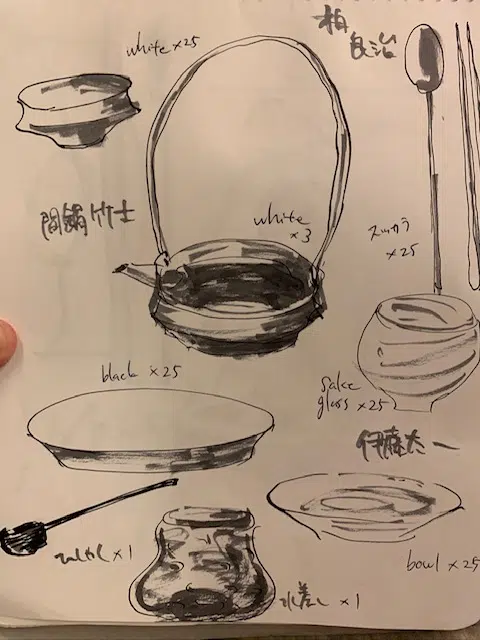 white ×25
柏
良治
間鍋竹士
white
×3
スッカラ
×25
black ×25
sake
glass ×25
伊藤太一
ひしゃく ×1
bowl ×25
水差し ×1